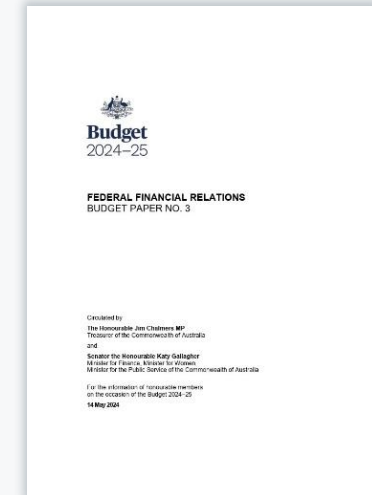 Budget
2024–25
FEDERAL FINANCIAL RELATIONS
BUDGET PAPER NO. 3
Circulated by
The Honourable Jim Chalmers MP
Treasurer of the Commonwealth of Australia
and
Senator the Honourable Katy Gallagher
Minister for Finance, Minister for Women,
Minister for the Public Service of the Commonwealth of Australia
For the information of honourable members
on the occasion of the Budget 2024–25
14 May 2024